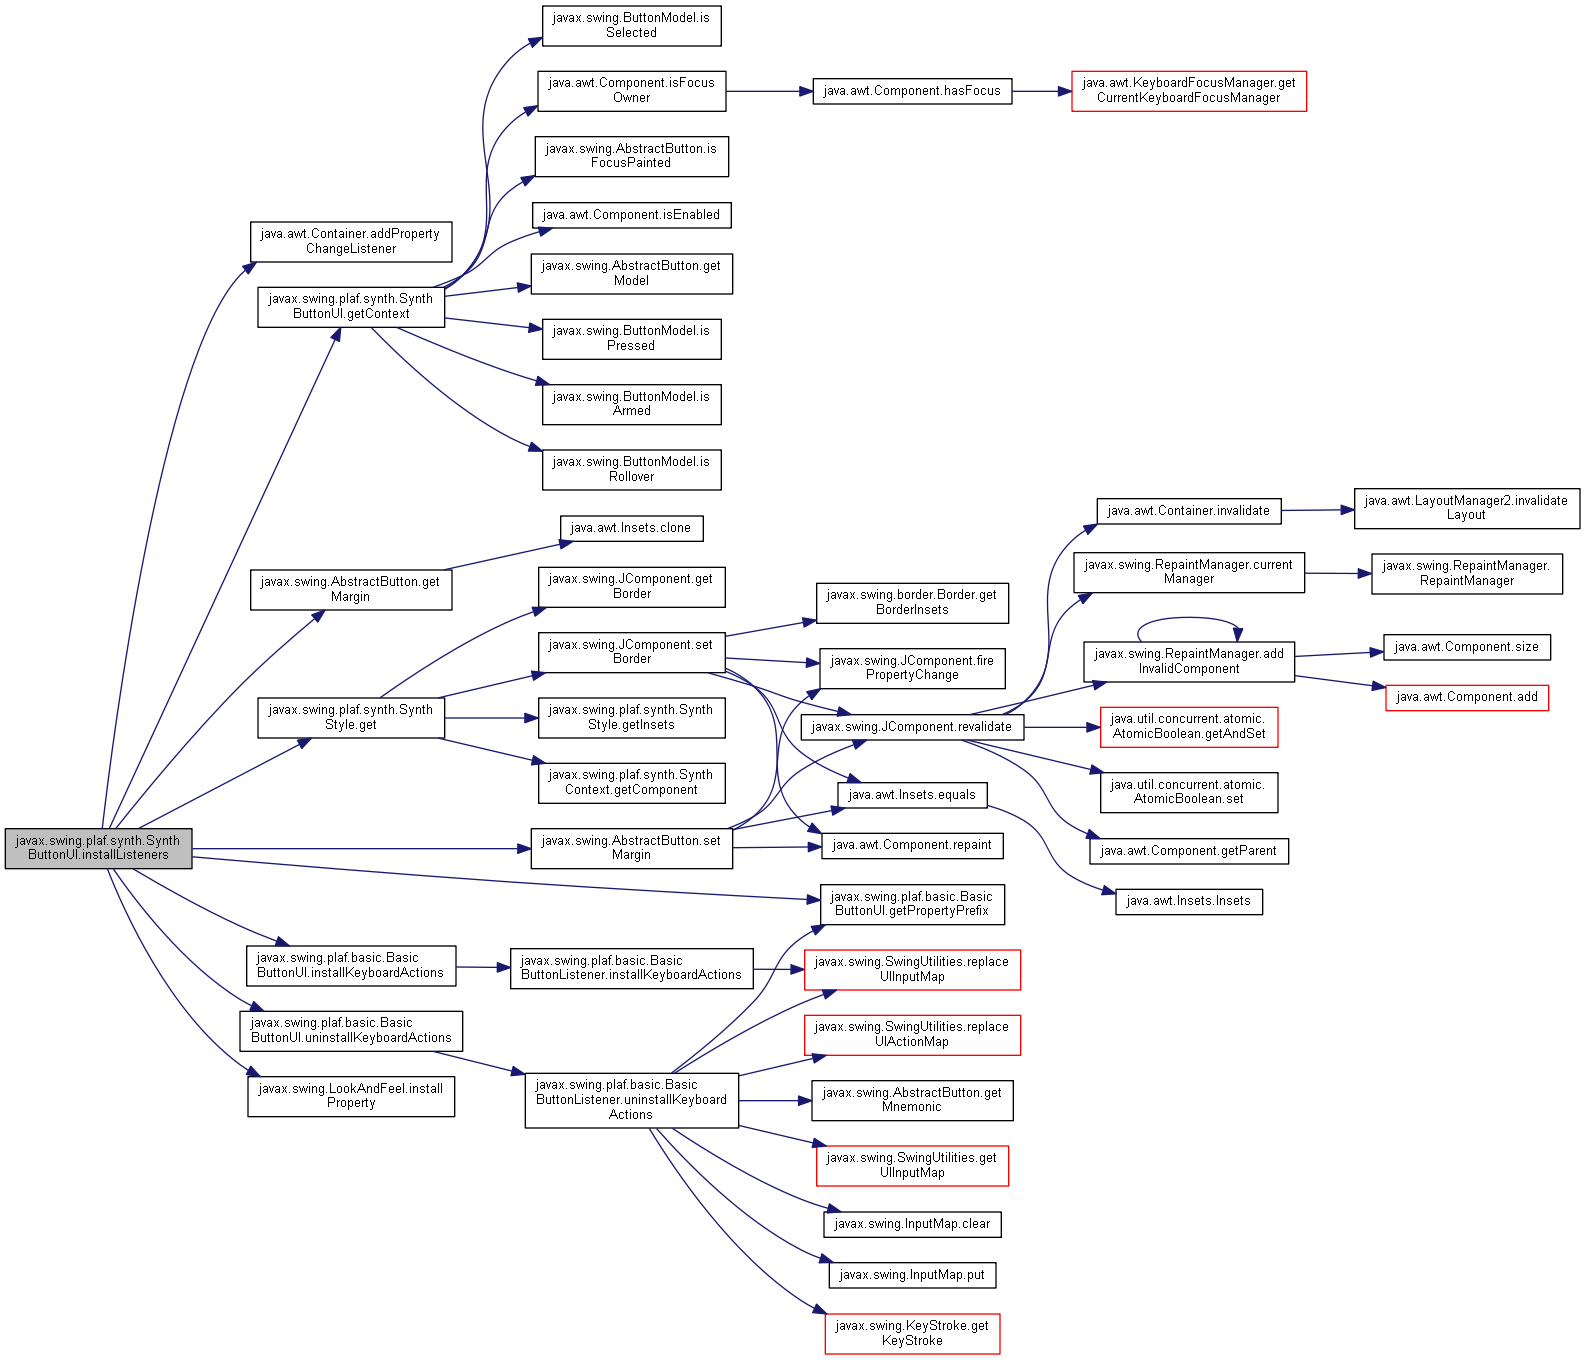 javax.swing.ButtonModel.is
Selected
java.awt.Component.isFocus
Owner
java.awt.Component.hasFocus
java.awt.KeyboardFocusManager.get
CurrentKeyboardFocusManager
javax.swing.AbstractButton.is
FocusPainted
java.awt.Component.isEnabled
java.awt.Container.addProperty
ChangeListener
javax.swing.AbstractButton.get
Model
javax.swing.plaf.synth.Synth
ButtonUI.getContext
javax.swing.ButtonModel.is
Pressed
javax.swing.ButtonModel.is
Armed
javax.swing.ButtonModel.is
Rollover
java.awt.Insets.clone
java.awt.Container.invalidate
java.awt.LayoutManager2.invalidate
Layout
javax.swing.AbstractButton.get
Margin
javax.swing.JComponent.get
Border
javax.swing.border.Border.get
BorderInsets
javax.swing.RepaintManager.current
Manager
javax.swing.RepaintManager.
RepaintManager
javax.swing.JComponent.set
Border
javax.swing.JComponent.fire
PropertyChange
javax.swing.RepaintManager.add
InvalidComponent
java.awt.Component.size
java.awt.Component.add
javax.swing.plaf.synth.Synth
Style.get
javax.swing.plaf.synth.Synth
Style.getInsets
javax.swing.JComponent.revalidate
java.util.concurrent.atomic.
AtomicBoolean.getAndSet
javax.swing.plaf.synth.Synth
Context.getComponent
java.awt.Insets.equals
java.util.concurrent.atomic.
AtomicBoolean.set
javax.swing.plaf.synth.Synth
ButtonUI.installListeners
javax.swing.AbstractButton.set
Margin
java.awt.Component.repaint
java.awt.Component.getParent
javax.swing.plaf.basic.Basic
ButtonUI.getPropertyPrefix
java.awt.Insets.Insets
javax.swing.plaf.basic.Basic
ButtonUI.installKeyboardActions
javax.swing.plaf.basic.Basic
ButtonListener.installKeyboardActions
javax.swing.SwingUtilities.replace
UIInputMap
javax.swing.plaf.basic.Basic
ButtonUI.uninstallKeyboardActions
javax.swing.SwingUtilities.replace
UIActionMap
javax.swing.LookAndFeel.install
Property
javax.swing.plaf.basic.Basic
ButtonListener.uninstallKeyboard
Actions
javax.swing.AbstractButton.get
Mnemonic
javax.swing.SwingUtilities.get
UIInputMap
javax.swing.InputMap.clear
javax.swing.InputMap.put
javax.swing.KeyStroke.get
KeyStroke